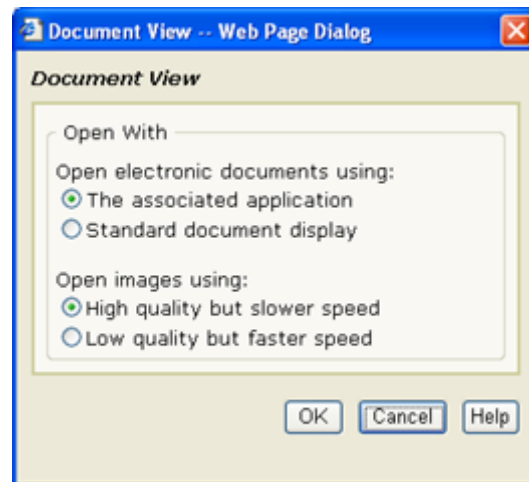 Document View -- Web Page Dialog
Document View
Open With
Open electronic documents using:
The associated application
Standard document display
Open images using:
High quality but slower speed
Low quality but faster speed
OK Cancel Help